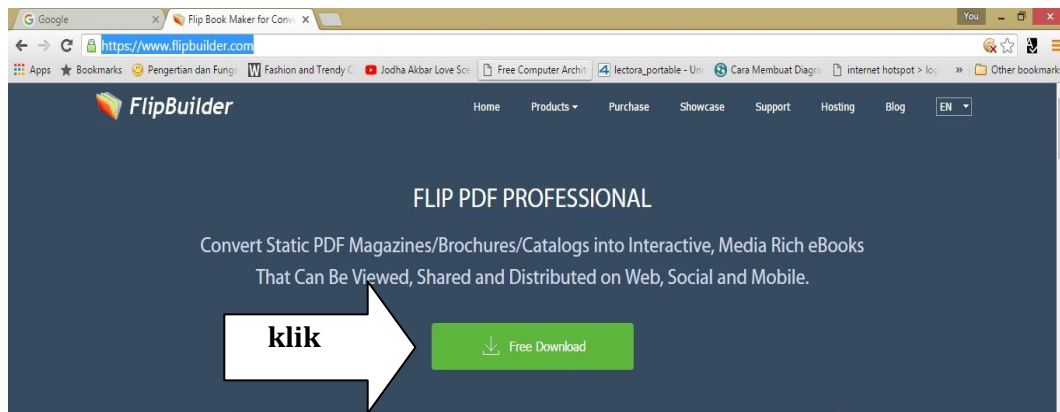 Google
Flip Book Maker for Conv
You
https://www.flipbuilder.com
Apps
Bookmarks
Pengertian dan Fungs
Fashion and Trendy C
Jodha Akbar Love Sce
Free Computer Archit
lectora_portable - Un
Cara Membuat Diagra
internet hotspot > log
»
Other bookmark
FlipBuilder
Home
Products
Purchase
Showcase
Support
Hosting
Blog
EN
FLIP PDF PROFESSIONAL
Convert Static PDF Magazines/Brochures/Catalogs into Interactive, Media Rich eBooks
That Can Be Viewed, Shared and Distributed on Web, Social and Mobile.
klik
Free Download